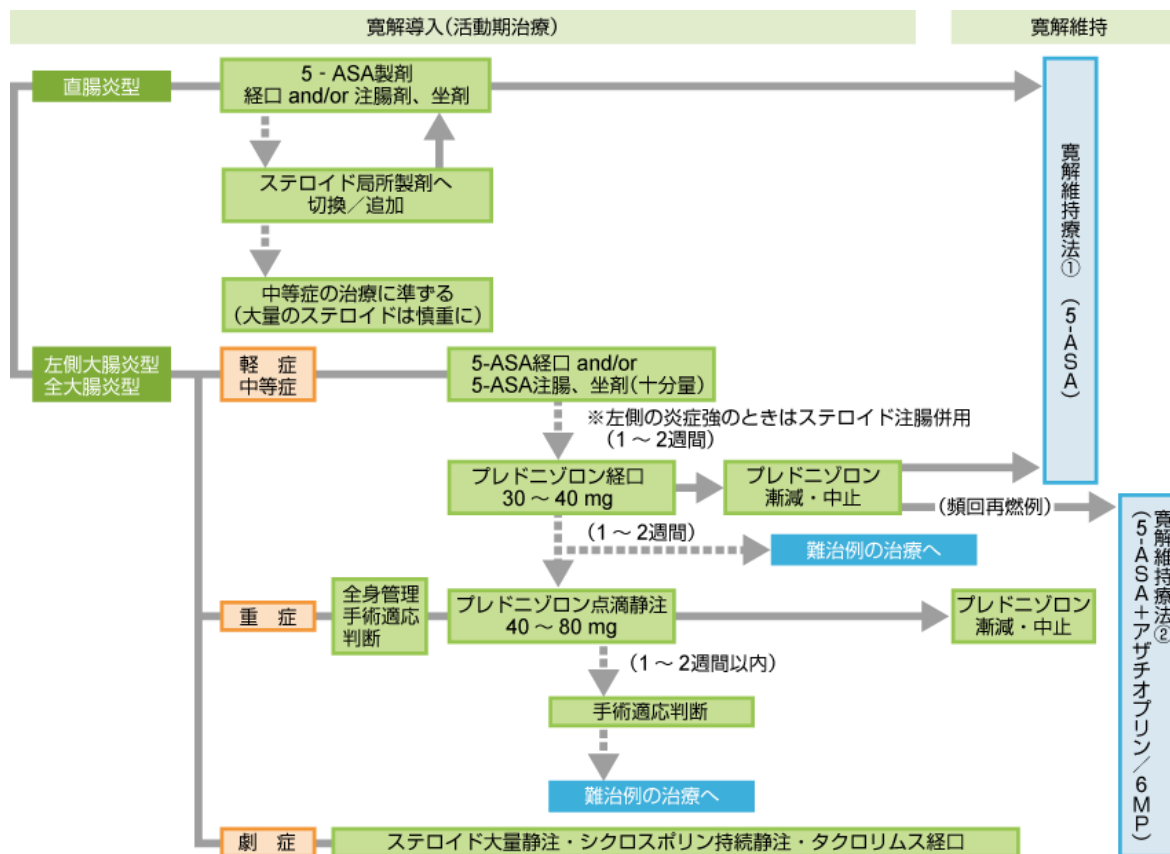 寛解導入(活動期治療)
寛解維持
直腸炎型
5 - ASA製剤
経口 and/or 注腸剤、坐剤
ステロイド局所製剤へ
切換/追加
中等症の治療に準ずる
(大量のステロイドは慎重に)
寛解維持療法① (5-ASA)
左側大腸炎型
全大腸炎型
軽 症
中等症
5-ASA経口 and/or
5-ASA注腸、坐剤(十分量)
※左側の炎症強のときはステロイド注腸併用
(1 ~ 2週間)
プレドニゾロン経口
30 ~ 40 mg
プレドニゾロン
漸減・中止
(頻回再燃例)
(1 ~ 2週間)
難治例の治療へ
寛解維持療法②
(5-ASA+アザチオプリン/6MP)
重 症
全身管理
手術適応
判断
プレドニゾロン点滴静注
40 ~ 80 mg
プレドニゾロン
漸減・中止
(1 ~ 2週間以内)
手術適応判断
難治例の治療へ
劇 症
ステロイド大量静注・シクロスポリン持続静注・タクロリムス経口